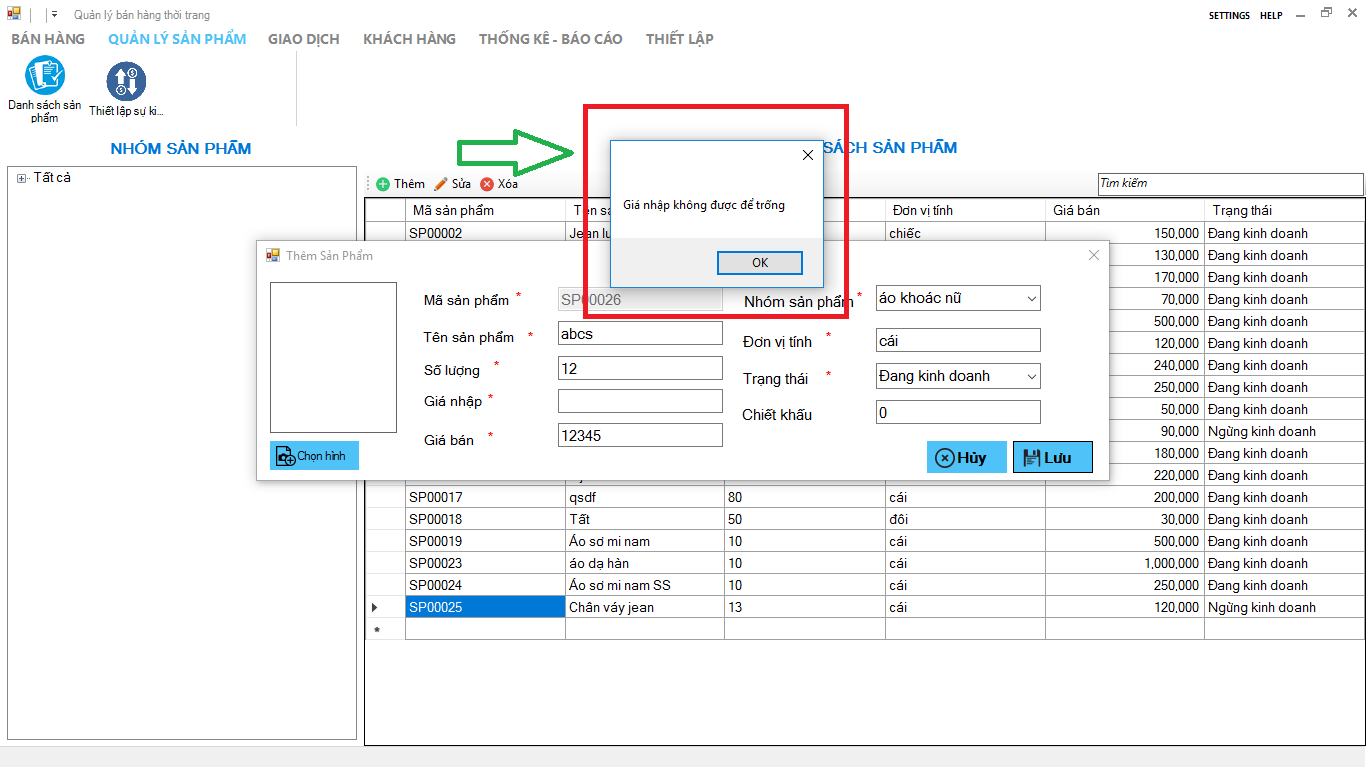 Quản lý bán hàng thời trang
SETTINGS HELP
BÁN HÀNG QUẢN LÝ SẢN PHẨM GIAO DỊCH KHÁCH HÀNG THỐNG KÊ - BÁO CÁO THIẾT LẬP
Danh sách sản phẩm
Thiết lập sự ki...
NHÓM SẢN PHẨM
SÁCH SẢN PHẨM
Tất cả
Thêm Sửa Xóa
Tìm kiếm
Giá nhập không được để trống
OK
Mã sản phẩm Đơn vị tính Giá bán Trạng thái
SP00002 chiếc 150,000 Đang kinh doanh
130,000 Đang kinh doanh
170,000 Đang kinh doanh
70,000 Đang kinh doanh
500,000 Đang kinh doanh
120,000 Đang kinh doanh
240,000 Đang kinh doanh
250,000 Đang kinh doanh
50,000 Đang kinh doanh
90,000 Ngừng kinh doanh
180,000 Đang kinh doanh
220,000 Đang kinh doanh
Thêm Sản Phẩm
Mã sản phẩm * SP00026 Nhóm sản phẩm * áo khoác nữ
Tên sản phẩm * abcs Đơn vị tính * cái
Số lượng * 12 Trạng thái * Đang kinh doanh
Giá nhập * Chiết khấu 0
Giá bán * 12345
Chọn hình
Hủy Lưu
SP00017 qsdf 80 cái 200,000 Đang kinh doanh
SP00018 Tất 50 đôi 30,000 Đang kinh doanh
SP00019 Áo sơ mi nam 10 cái 500,000 Đang kinh doanh
SP00023 áo dạ hàn 10 cái 1,000,000 Đang kinh doanh
SP00024 Áo sơ mi nam SS 10 cái 250,000 Đang kinh doanh
SP00025 Chân váy jean 13 cái 120,000 Ngừng kinh doanh